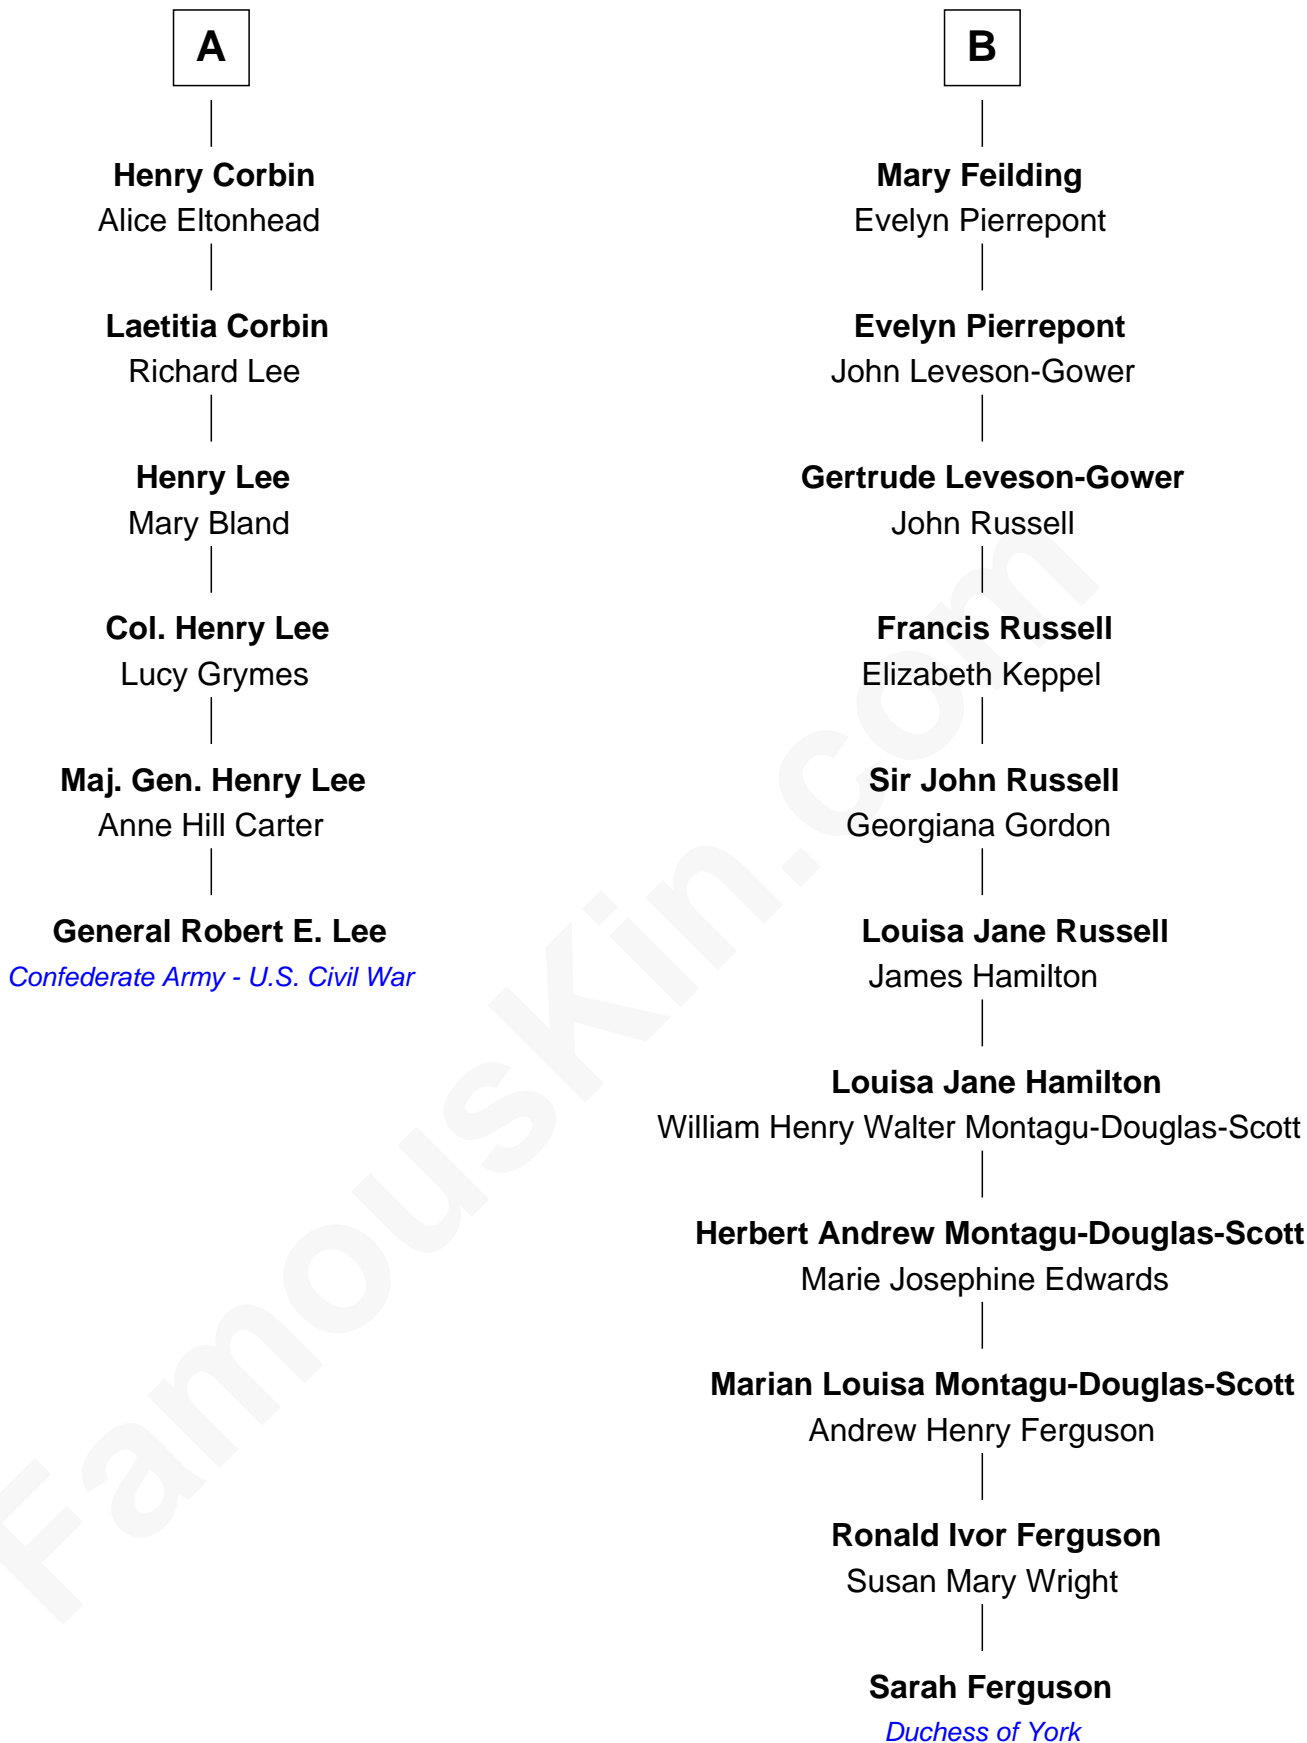 A
Henry Corbin
Alice Eltonhead
Laetitia Corbin
Richard Lee
Henry Lee
Mary Bland
Col. Henry Lee
Lucy Grymes
Maj. Gen. Henry Lee
Anne Hill Carter
General Robert E. Lee
Confederate Army - U.S. Civil War
B
Mary Feilding
Evelyn Pierrepont
Evelyn Pierrepont
John Leveson-Gower
Gertrude Leveson-Gower
John Russell
Francis Russell
Elizabeth Keppel
Sir John Russell
Georgiana Gordon
Louisa Jane Russell
James Hamilton
Louisa Jane Hamilton
William Henry Walter Montagu-Douglas-Scott
Herbert Andrew Montagu-Douglas-Scott
Marie Josephine Edwards
Marian Louisa Montagu-Douglas-Scott
Andrew Henry Ferguson
Ronald Ivor Ferguson
Susan Mary Wright
Sarah Ferguson
Duchess of York
FamousKin.com